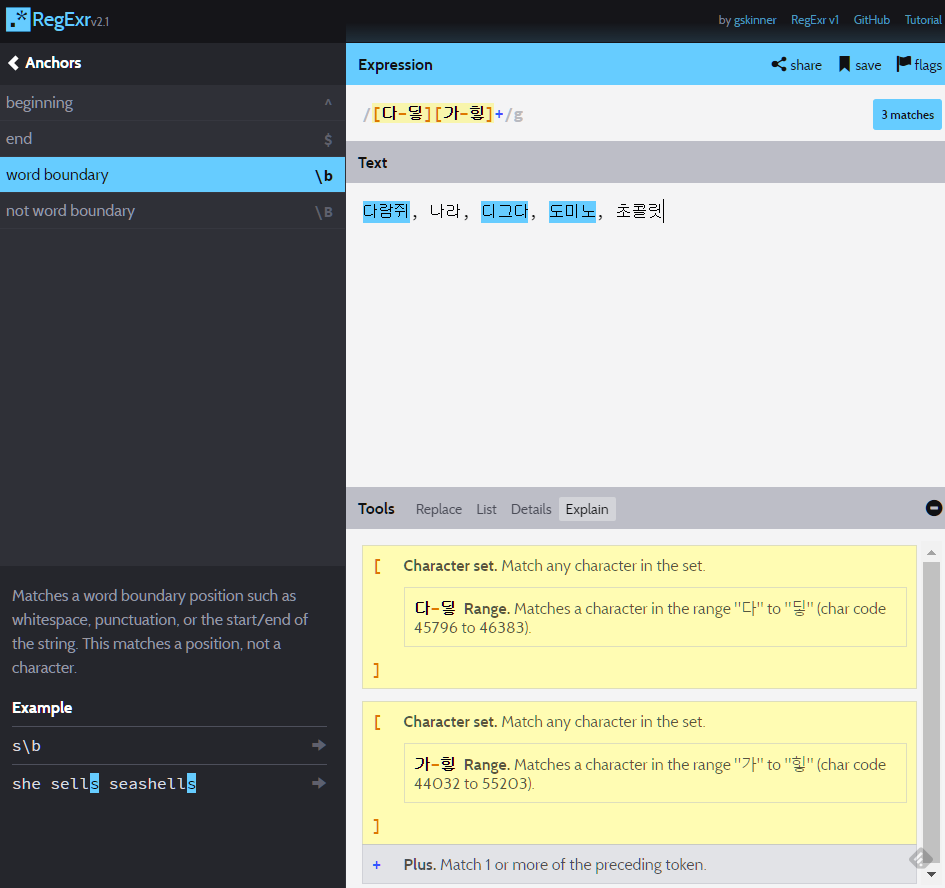 RegExr v2.1
by gskinner RegExr v1 GitHub Tutorial
Anchors
beginning ^
end $
word boundary \b
not word boundary \B
Matches a word boundary position such as
whitespace, punctuation, or the start/end of
the string. This matches a position, not a
character.
Example
s\b
she sells seashells
Expression share save flags
/[다-딯][가-힣]+/g 3 matches
Text
다람쥐, 나라, 디그다, 도미노, 초콜릿
Tools Replace List Details Explain
[ Character set. Match any character in the set.
다-딯 Range. Matches a character in the range "다" to "딯" (char code
45796 to 46383).
]
[ Character set. Match any character in the set.
가-힣 Range. Matches a character in the range "가" to "힣" (char code
44032 to 55203).
]
+ Plus. Match 1 or more of the preceding token.